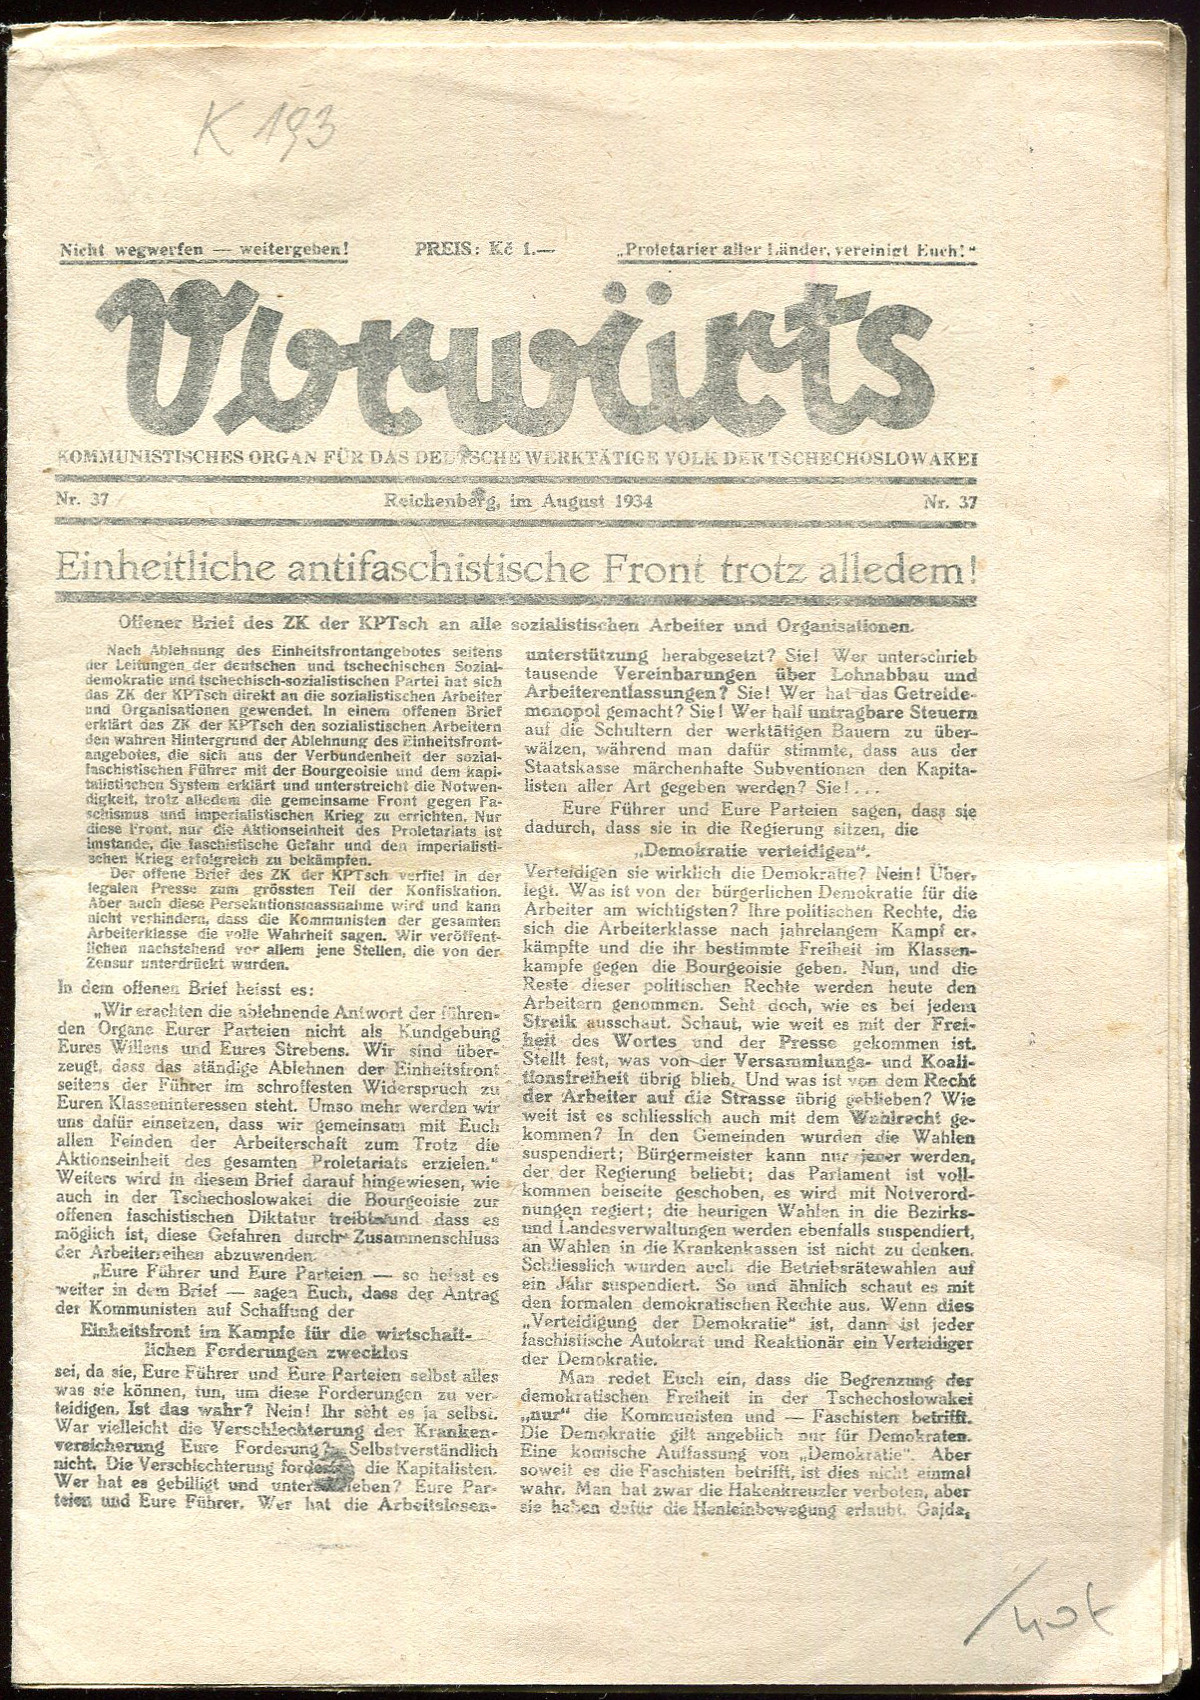 K 193
Nicht wegwerfen — weitergeben!
PREIS: Kč 1.—
„Proletarier aller Länder, vereinigt Euch!“
Vorwärts
KOMMUNISTISCHES ORGAN FÜR DAS DEUTSCHE WERKTÄTIGE VOLK DER TSCHECHOSLOWAKEI
Nr. 37
Reichenberg, im August 1934
Nr. 37
Einheitliche antifaschistische Front trotz alledem!
Offener Brief des ZK der KPTsch an alle sozialistischen Arbeiter und Organisationen.
Nach Ablehnung des Einheitsfrontangebotes seitens
der Leitungen der deutschen und tschechischen Sozial-
demokratie und tschechisch-sozialistischen Partei hat sich
das ZK der KPTsch direkt an die sozialistischen Arbeiter
und Organisationen gewendet. In einem offenen Brief
erklärt das ZK der KPTsch den sozialistischen Arbeitern
den wahren Hintergrund der Ablehnung des Einheitsfront-
angebotes, die sich aus der Verbundenheit der sozial-
faschistischen Führer mit der Bourgeoisie und dem kapi-
talistischen System erklärt und unterstreicht die Notwen-
digkeit, trotz alledem die gemeinsame Front gegen Fa-
schismus und imperialistischen Krieg zu errichten. Nur
diese Front, nur die Aktionseinheit des Proletariats ist
imstande, die faschistische Gefahr und den imperialisti-
schen Krieg erfolgreich zu bekämpfen.
Der offene Brief des ZK der KPTsch verfiel in der
legalen Presse zum grössten Teil der Konfiskation.
Aber auch diese Persekutionsmassnahme wird und kann
nicht verhindern, dass die Kommunisten der gesamten
Arbeiterklasse die volle Wahrheit sagen. Wir veröffent-
lichen nachstehend vor allem jene Stellen, die von der
Zensur unterdrückt wurden.
In dem offenen Brief heisst es:
„Wir erachten die ablehnende Antwort der führen-
den Organe Eurer Parteien nicht als Kundgebung
Eures Willens und Eures Strebens. Wir sind über-
zeugt, dass das ständige Ablehnen der Einheitsfront
seitens der Führer im schroffesten Widerspruch zu
Euren Klasseninteressen steht. Umso mehr werden wir
uns dafür einsetzen, dass wir gemeinsam mit Euch
allen Feinden der Arbeiterschaft zum Trotz die
Aktionseinheit des gesamten Proletariats erzielen.“
Weiters wird in diesem Brief darauf hingewiesen, wie
auch in der Tschechoslowakei die Bourgeoisie zur
offenen faschistischen Diktatur treibt und dass es
möglich ist, diese Gefahren durch Zusammenschluss
der Arbeiterreihen abzuwenden.
„Eure Führer und Eure Parteien — so heisst es
weiter in dem Brief — sagen Euch, dass der Antrag
der Kommunisten auf Schaffung der
Einheitsfront im Kampfe für die wirtschaft-
lichen Forderungen zwecklos
sei, da sie, Eure Führer und Eure Parteien selbst alles
was sie können, tun, um diese Forderungen zu ver-
teidigen. Ist das wahr? Nein! Ihr seht es ja selbst.
War vielleicht die Verschlechterung der Kranken-
versicherung Eure Forderung? Selbstverständlich
nicht. Die Verschlechterung die Kapitalisten.
Wer hat es gebilligt und unterschrieben? Eure Par-
teien und Eure Führer. Wer hat die Arbeitslosen-
unterstützung herabgesetzt? Sie! Wer unterschrieb
tausende Vereinbarungen über Lohnabbau und
Arbeiterentlassungen? Sie! Wer hat das Getreide-
monopol gemacht? Sie! Wer half untragbare Steuern
auf die Schultern der werktätigen Bauern zu über-
wälzen, während man dafür stimmte, dass aus der
Staatskasse märchenhafte Subventionen den Kapita-
listen aller Art gegeben werden? Sie! ...
Eure Führer und Eure Parteien sagen, dass sie
dadurch, dass sie in die Regierung sitzen, die
„Demokratie verteidigen“.
Verteidigen sie wirklich die Demokratie? Nein! Über-
legt. Was ist von der bürgerlichen Demokratie für die
Arbeiter am wichtigsten? Ihre politischen Rechte, die
sich die Arbeiterklasse nach jahrelangem Kampf er-
kämpfte und die ihr bestimmte Freiheit im Klassen-
kampfe gegen die Bourgeoisie geben. Nun, und die
Reste dieser politischen Rechte werden heute den
Arbeitern genommen. Seht doch, wie es bei jedem
Streik ausschaut. Schaut, wie weit es mit der Frei-
heit des Wortes und der Presse gekommen ist.
Stellt fest, was von der Versammlungs- und Koali-
tionsfreiheit übrig blieb. Und was ist von dem Recht
der Arbeiter auf die Strasse übrig geblieben? Wie
weit ist es schliesslich auch mit dem Wahlrecht ge-
kommen? In den Gemeinden wurden die Wahlen
suspendiert; Bürgermeister kann nur jener werden,
der der Regierung beliebt; das Parlament ist voll-
kommen beiseite geschoben, es wird mit Notverord-
nungen regiert; die heurigen Wahlen in die Bezirks-
und Landesverwaltungen werden ebenfalls suspendiert,
an Wahlen in die Krankenkassen ist nicht zu denken.
Schliesslich wurden auch die Betriebsrätewahlen auf
ein Jahr suspendiert. So und ähnlich schaut es mit
den formalen demokratischen Rechte aus. Wenn dies
„Verteidigung der Demokratie“ ist, dann ist jeder
faschistische Autokrat und Reaktionär ein Verteidiger
der Demokratie.
Man redet Euch ein, dass die Begrenzung der
demokratischen Freiheit in der Tschechoslowakei
„nur“ die Kommunisten und — Faschisten betrifft.
Die Demokratie gilt angeblich nur für Demokraten.
Eine komische Auffassung von „Demokratie“. Aber
soweit es die Faschisten betrifft, ist dies nicht einmal
wahr. Man hat zwar die Hakenkreuzler verboten, aber
sie haben dafür die Henleinbewegung erlaubt. Gajda,